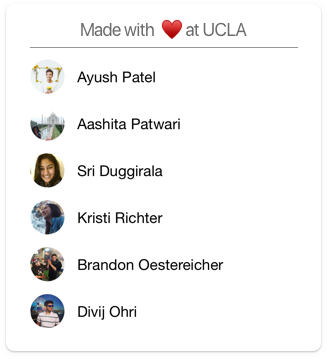 Made with ❤️ at UCLA
Ayush Patel
Aashita Patwari
Sri Duggirala
Kristi Richter
Brandon Oestereicher
Divij Ohri